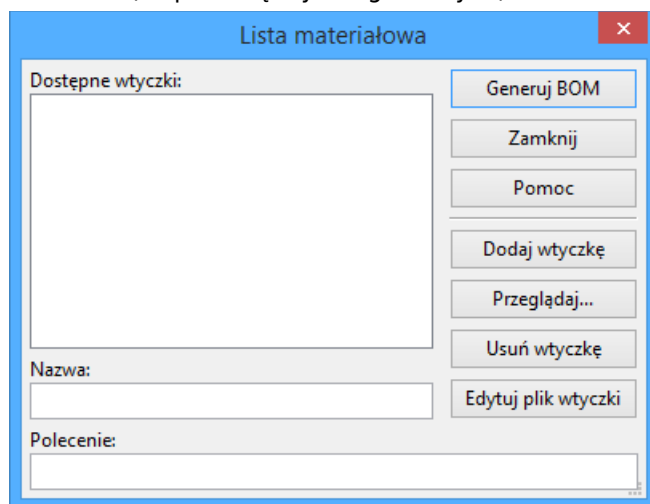 Lista materiałowa
Dostępne wtyczki:
Generuj BOM
Zamknij
Pomoc
Dodaj wtyczkę
Przeglądaj...
Usuń wtyczkę
Edytuj plik wtyczki
Nazwa:
Polecenie: